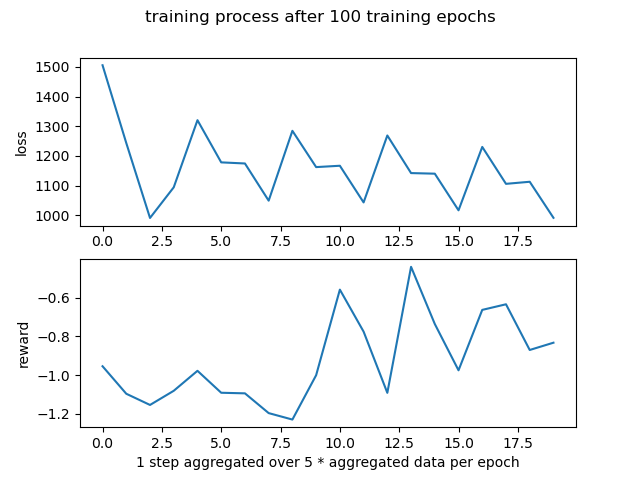 training process after 100 training epochs
1500
1400
1300
1200
1100
1000
loss
0.0 2.5 5.0 7.5 10.0 12.5 15.0 17.5
−0.6
−0.8
−1.0
−1.2
reward
0.0 2.5 5.0 7.5 10.0 12.5 15.0 17.5
1 step aggregated over 5 * aggregated data per epoch